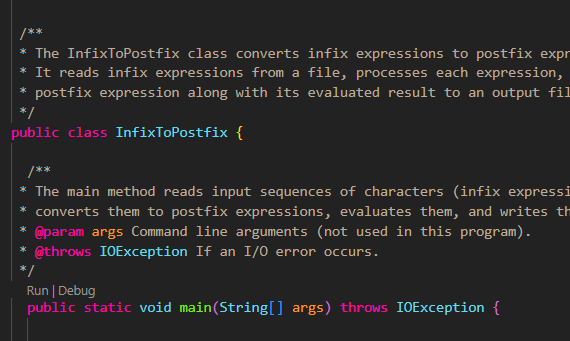 /**
* The InfixToPostfix class converts infix expressions to postfix expr
* It reads infix expressions from a file, processes each expression,
* postfix expression along with its evaluated result to an output fil
*/
public class InfixToPostfix {
/**
* The main method reads input sequences of characters (infix expressi
* converts them to postfix expressions, evaluates them, and writes th
* @param args Command line arguments (not used in this program).
* @throws IOException If an I/O error occurs.
*/
Run | Debug
public static void main(String[] args) throws IOException {